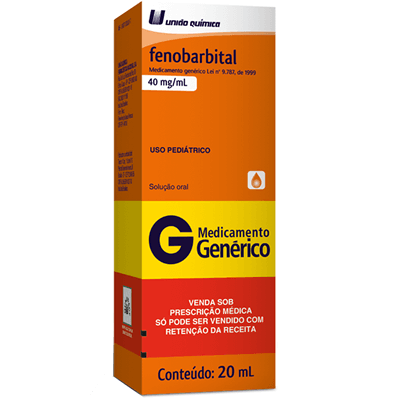 união química
fenobarbital
Medicamento genérico Lei nº 9.787, de 1999
40 mg/mL
USO PEDIÁTRICO
Solução oral
G Medicamento
Genérico
VENDA SOB
PRESCRIÇÃO MÉDICA
SÓ PODE SER VENDIDO COM
RETENÇÃO DA RECEITA
Conteúdo: 20 mL